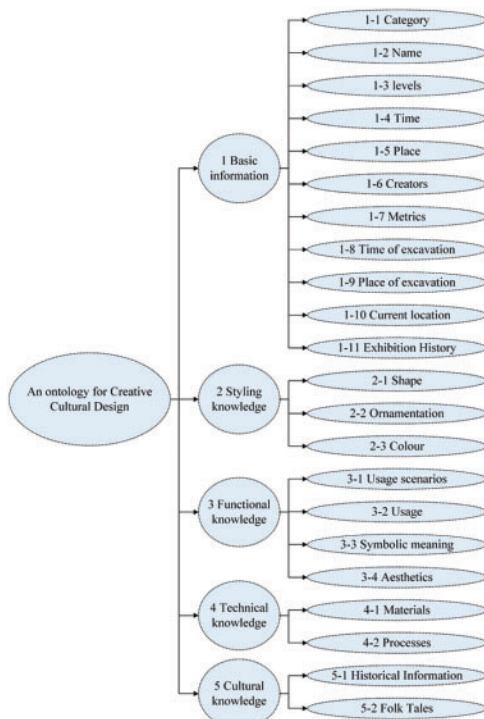 An ontology for Creative
Cultural Design
1 Basic
information
1-1 Category
1-2 Name
1-3 levels
1-4 Time
1-5 Place
1-6 Creators
1-7 Metrics
1-8 Time of excavation
1-9 Place of excavation
1-10 Current location
1-11 Exhibition History
2 Styling
knowledge
2-1 Shape
2-2 Ornamentation
2-3 Colour
3 Functional
knowledge
3-1 Usage scenarios
3-2 Usage
3-3 Symbolic meaning
3-4 Aesthetics
4 Technical
knowledge
4-1 Materials
4-2 Processes
5 Cultural
knowledge
5-1 Historical Information
5-2 Folk Tales